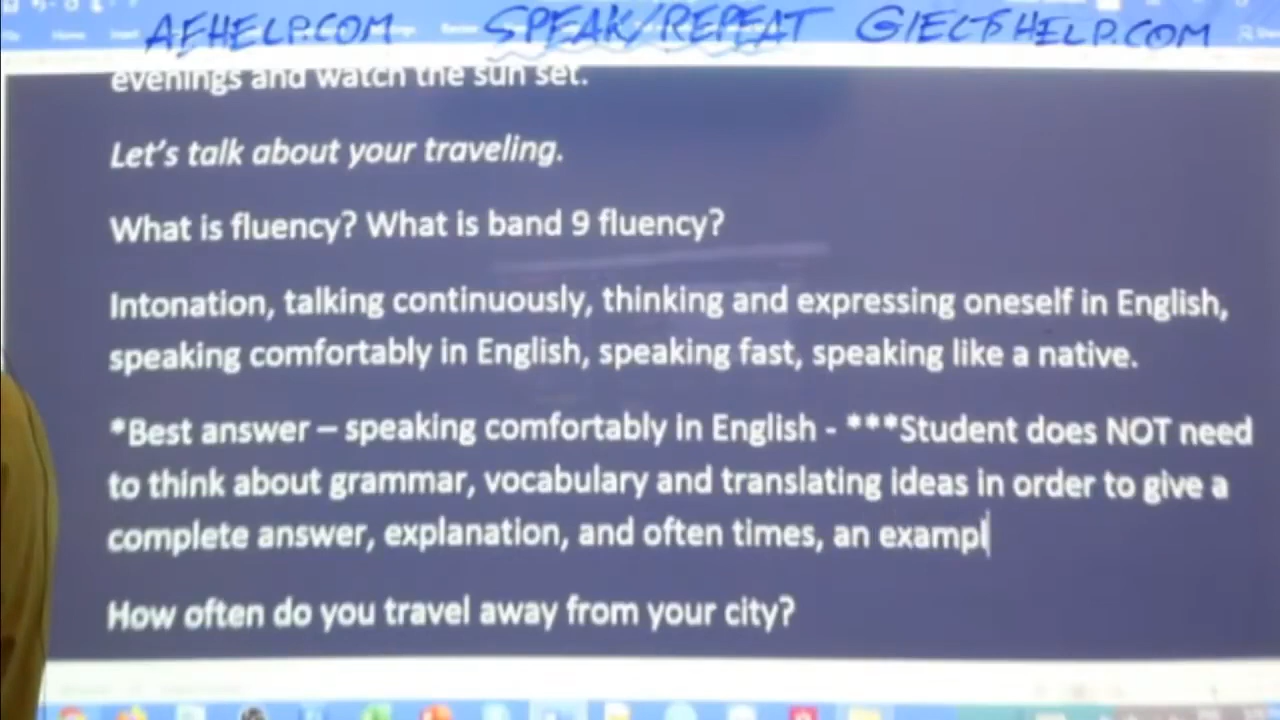 AEHELP.COM SPEAK/REPEAT GIELTSHELP.COM
evenings and watch the sun set.
Let's talk about your traveling.
What is fluency? What is band 9 fluency?
Intonation, talking continuously, thinking and expressing oneself in English,
speaking comfortably in English, speaking fast, speaking like a native.
*Best answer – speaking comfortably in English - ***Student does NOT need
to think about grammar, vocabulary and translating ideas in order to give a
complete answer, explanation, and often times, an exampl
How often do you travel away from your city?